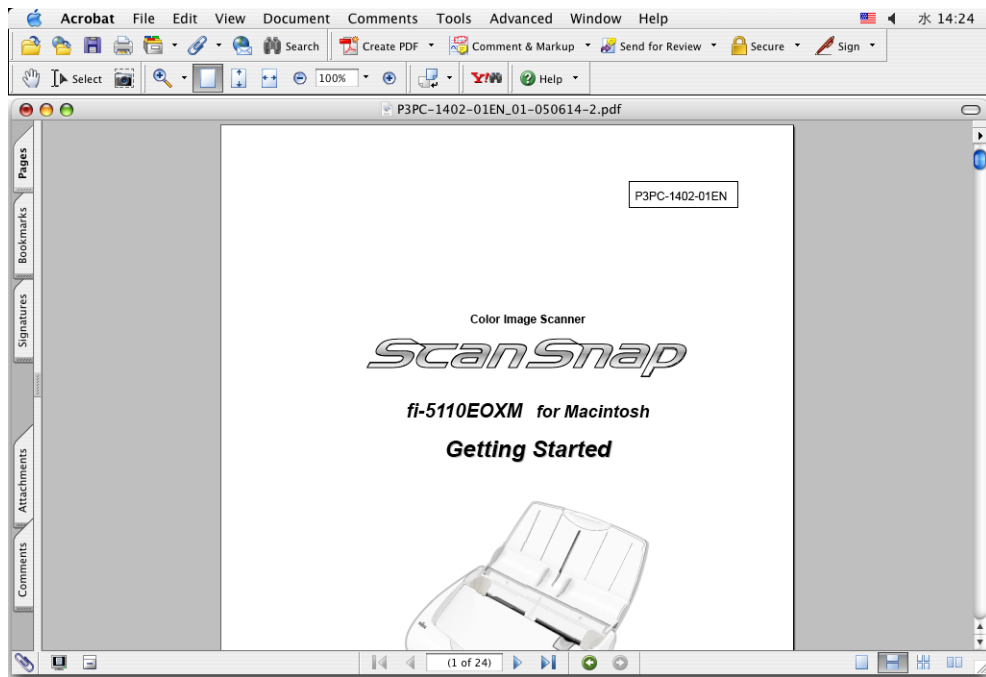 Acrobat File Edit View Document Comments Tools Advanced Window Help 水 14:24
Search Create PDF Comment & Markup Send for Review Secure Sign
Select 100% Y! Help
P3PC-1402-01EN_01-050614-2.pdf
Pages
Bookmarks
Signatures
Attachments
Comments
P3PC-1402-01EN
Color Image Scanner
ScanSnap
fi-5110EOXM for Macintosh
Getting Started
(1 of 24)